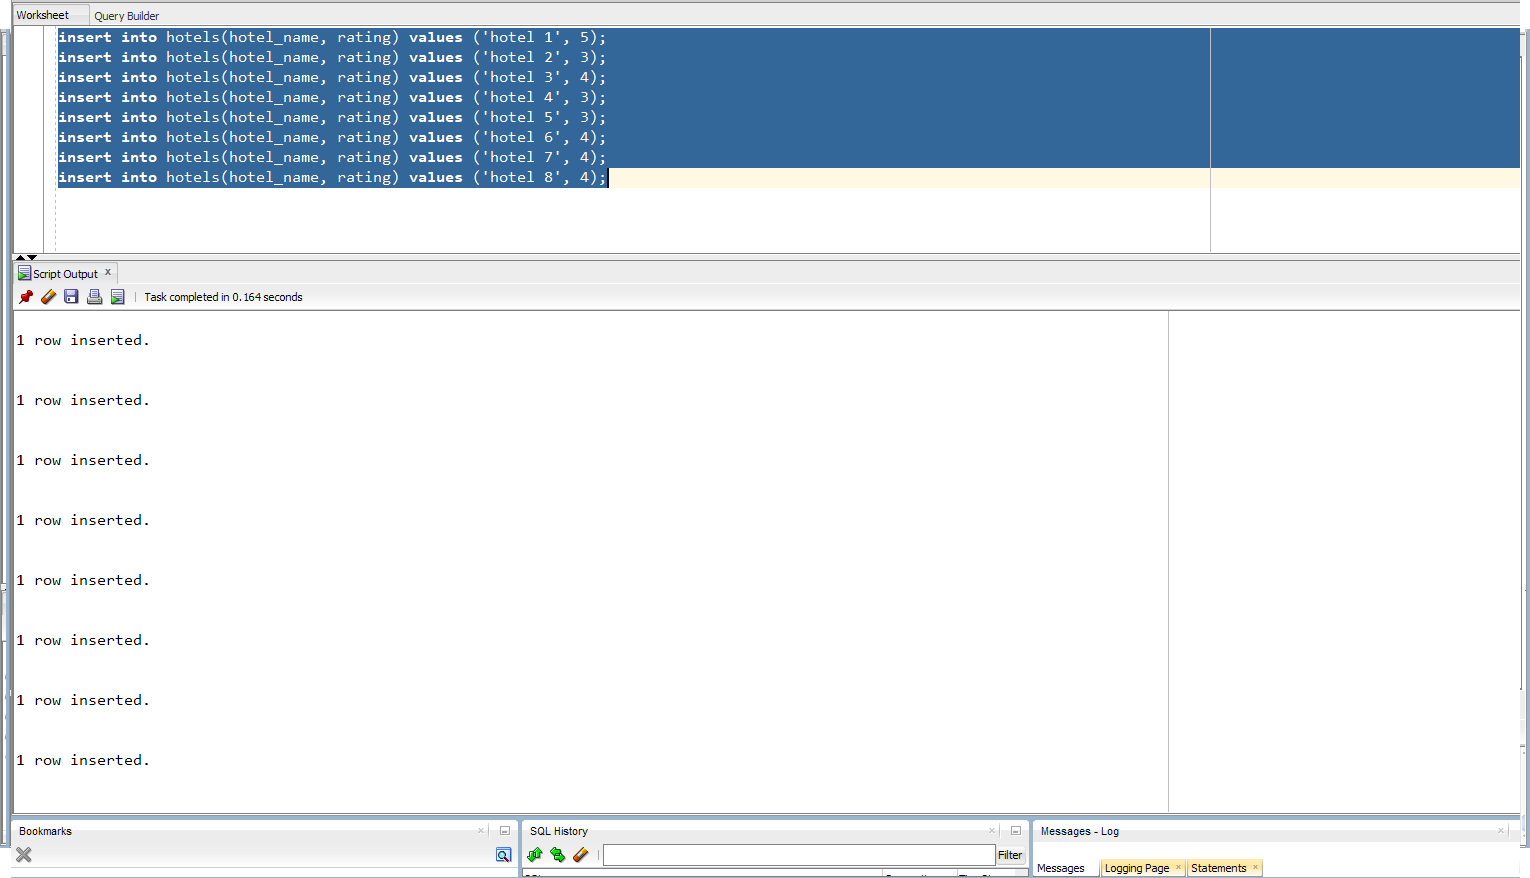 Worksheet Query Builder
insert into hotels(hotel_name, rating) values ('hotel 1', 5);
insert into hotels(hotel_name, rating) values ('hotel 2', 3);
insert into hotels(hotel_name, rating) values ('hotel 3', 4);
insert into hotels(hotel_name, rating) values ('hotel 4', 3);
insert into hotels(hotel_name, rating) values ('hotel 5', 3);
insert into hotels(hotel_name, rating) values ('hotel 6', 4);
insert into hotels(hotel_name, rating) values ('hotel 7', 4);
insert into hotels(hotel_name, rating) values ('hotel 8', 4);
Script Output x
Task completed in 0.164 seconds
1 row inserted.
1 row inserted.
1 row inserted.
1 row inserted.
1 row inserted.
1 row inserted.
1 row inserted.
1 row inserted.
Bookmarks
SQL History
Filter
Messages - Log
Messages Logging Page Statements